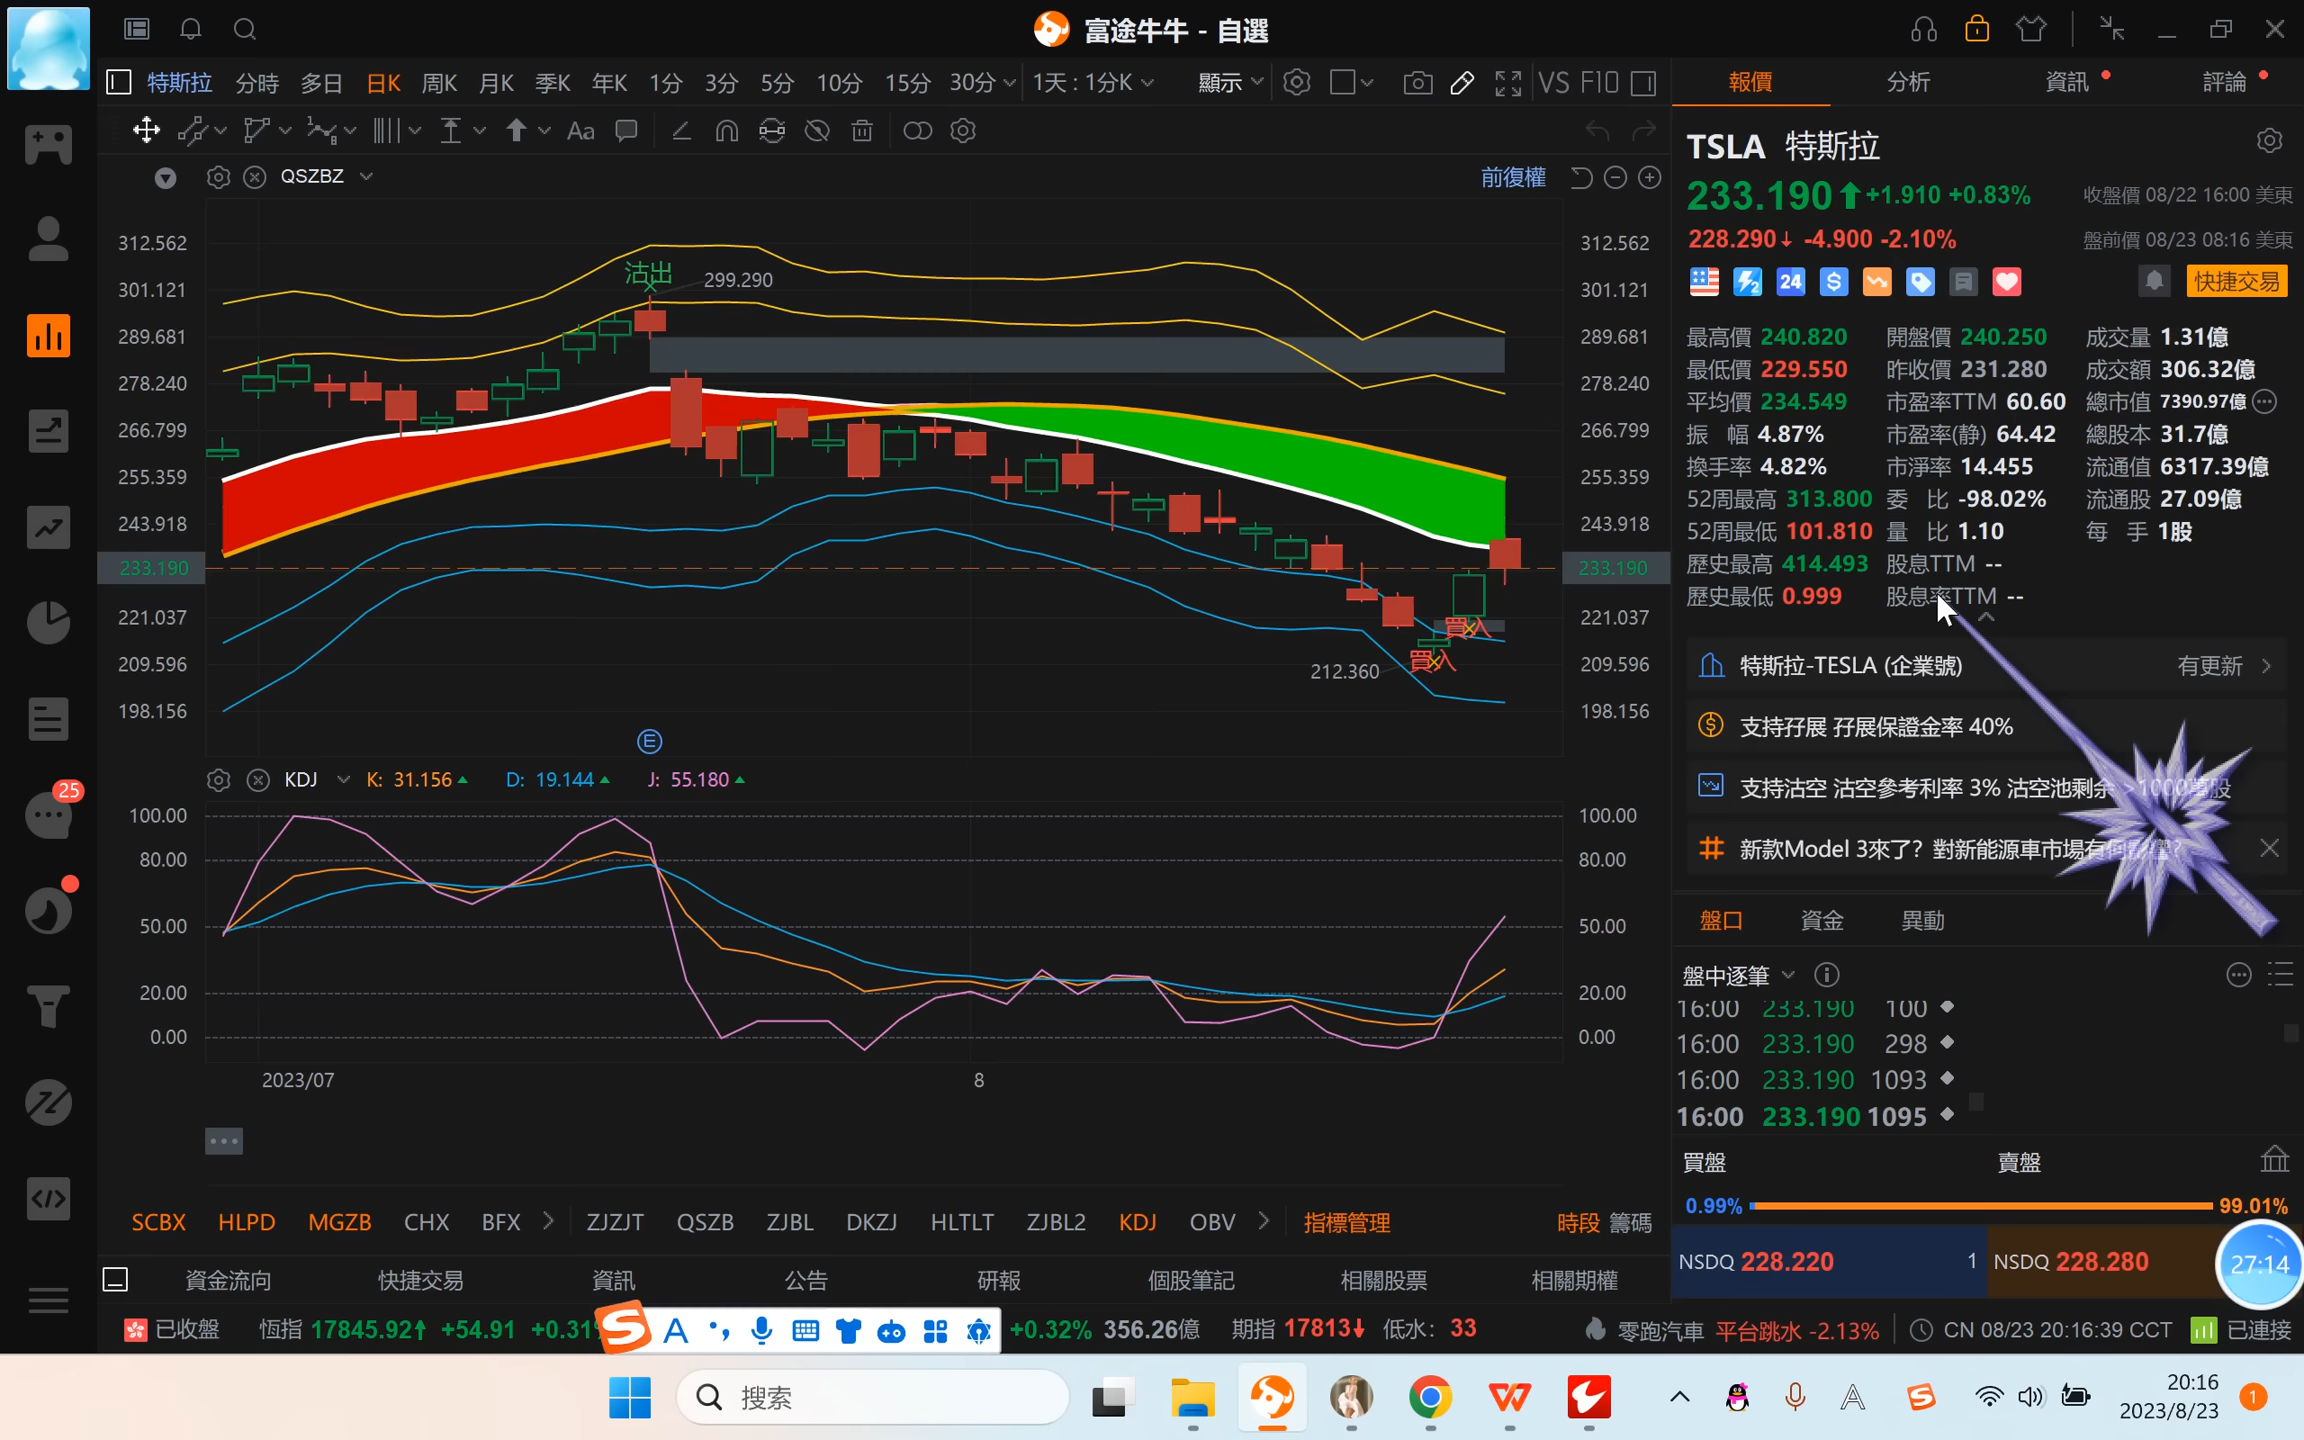 富途牛牛 - 自選
特斯拉 分時 多日 日K 周K 月K 季K 年K 1分 3分 5分 10分 15分 30分 1天 : 1分K 顯示 VS F10
Aa
QSZBZ 前復權
312.562 312.562
301.121 301.121
289.681 289.681
278.240 278.240
266.799 266.799
255.359 255.359
243.918 243.918
233.190 233.190
221.037 221.037
209.596 209.596
198.156 198.156
沽出 299.290
買入
212.360 買入
E
KDJ K: 31.156 D: 19.144 J: 55.180
100.00 100.00
80.00 80.00
50.00 50.00
20.00 20.00
0.00 0.00
2023/07 8
SCBX HLPD MGZB CHX BFX ZJZJT QSZB ZJBL DKZJ HLTLT ZJBL2 KDJ OBV 指標管理 時段 籌碼
資金流向 快捷交易 資訊 公告 研報 個股筆記 相關股票 相關期權
報價 分析 資訊 評論
TSLA 特斯拉
233.190 +1.910 +0.83% 收盤價 08/22 16:00 美東
228.290 -4.900 -2.10% 盤前價 08/23 08:16 美東
24 快捷交易
最高價 240.820 開盤價 240.250 成交量 1.31億
最低價 229.550 昨收價 231.280 成交額 306.32億
平均價 234.549 市盈率TTM 60.60 總市值 7390.97億
振 幅 4.87% 市盈率(静) 64.42 總股本 31.7億
換手率 4.82% 市淨率 14.455 流通值 6317.39億
52周最高 313.800 委 比 -98.02% 流通股 27.09億
52周最低 101.810 量 比 1.10 每 手 1股
歷史最高 414.493 股息TTM --
歷史最低 0.999 股息率TTM --
特斯拉-TESLA (企業號) 有更新
支持孖展 孖展保證金率 40%
支持沽空 沽空參考利率 3% 沽空池剩余 >1000萬股
新款Model 3來了？對新能源車市場有何影響？
盤口 資金 異動
盤中逐筆
16:00 233.190 100
16:00 233.190 298
16:00 233.190 1093
16:00 233.190 1095
買盤 賣盤
0.99% 99.01%
NSDQ 228.220 1 NSDQ 228.280
27:14
25
已收盤 恆指 17845.92 +54.91 +0.31% +0.32% 356.26億 期指 17813 低水: 33 零跑汽車 平台跳水 -2.13% CN 08/23 20:16:39 CCT 已連接
搜索
20:16
2023/8/23
1